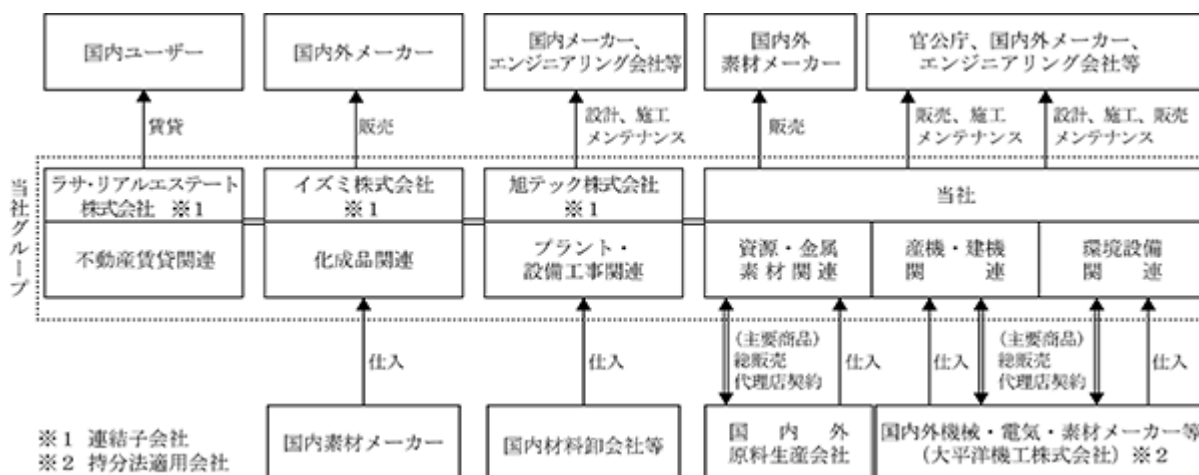 国内ユーザー
国内外メーカー
国内メーカー、
エンジニアリング会社等
国内外
素材メーカー
官公庁、国内外メーカー、
エンジニアリング会社等
賃貸
販売
設計、施工
メンテナンス
販売
販売、施工
メンテナンス
設計、施工、販売
メンテナンス
当社グループ
ラサ・リアルエステート
株式会社 ※1
イズミ株式会社
※1
旭テック株式会社
※1
当社
不動産賃貸関連
化成品関連
プラント・
設備工事関連
資源・金属
素材関連
産機・建機
関連
環境設備
関連
仕入
仕入
(主要商品)
総販売
代理店契約
仕入
仕入
(主要商品)
総販売
代理店契約
仕入
国内素材メーカー
国内材料卸会社等
国内外
原料生産会社
国内外機械・電気・素材メーカー等
(大平洋機工株式会社)※2
※1 連結子会社
※2 持分法適用会社